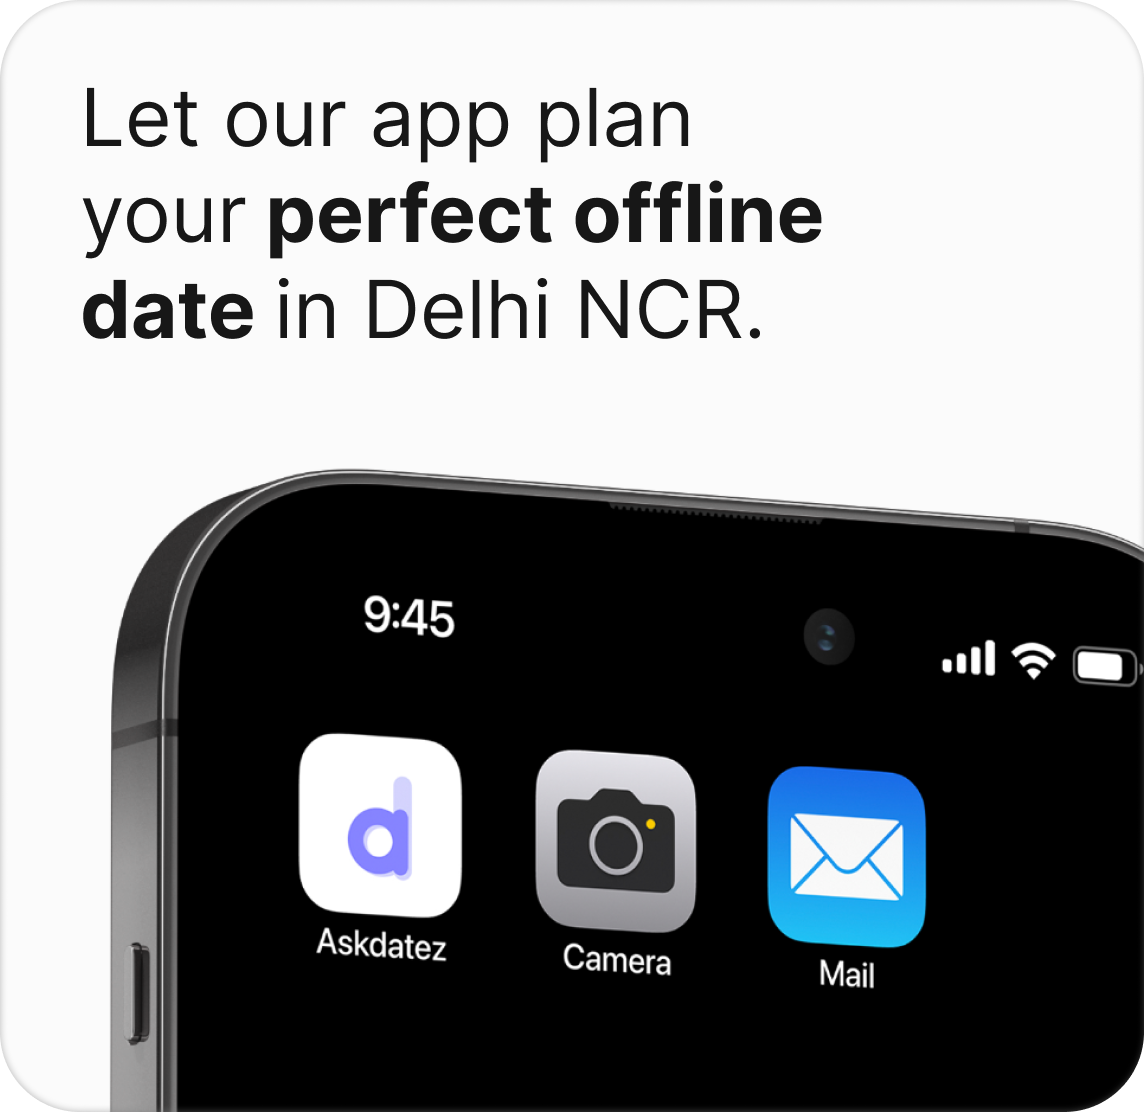 Let our app plan
your perfect offline
date in Delhi NCR.
9:45
Askdatez
Camera
Mail